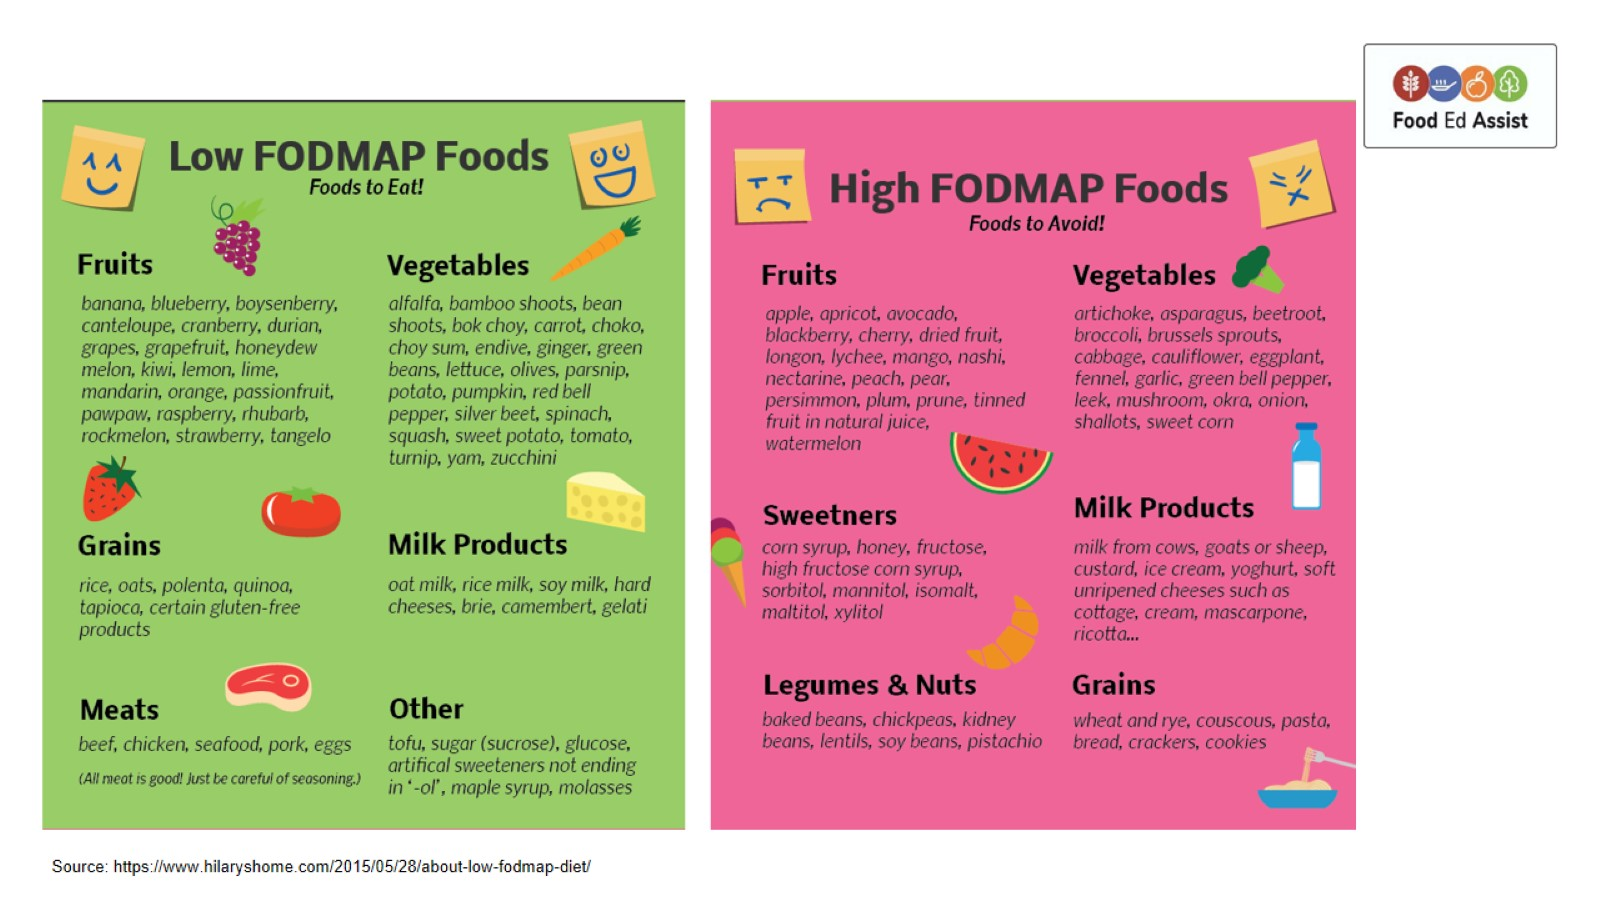 Food Ed Assist
Low FODMAP Foods
Foods to Eat!
Fruits
banana, blueberry, boysenberry,
canteloupe, cranberry, durian,
grapes, grapefruit, honeydew
melon, kiwi, lemon, lime,
mandarin, orange, passionfruit,
pawpaw, raspberry, rhubarb,
rockmelon, strawberry, tangelo
Vegetables
alfalfa, bamboo shoots, bean
shoots, bok choy, carrot, choko,
choy sum, endive, ginger, green
beans, lettuce, olives, parsnip,
potato, pumpkin, red bell
pepper, silver beet, spinach,
squash, sweet potato, tomato,
turnip, yam, zucchini
Grains
rice, oats, polenta, quinoa,
tapioca, certain gluten-free
products
Milk Products
oat milk, rice milk, soy milk, hard
cheeses, brie, camembert, gelati
Meats
beef, chicken, seafood, pork, eggs
(All meat is good! Just be careful of seasoning.)
Other
tofu, sugar (sucrose), glucose,
artifical sweeteners not ending
in ‘-ol’, maple syrup, molasses
High FODMAP Foods
Foods to Avoid!
Fruits
apple, apricot, avocado,
blackberry, cherry, dried fruit,
longon, lychee, mango, nashi,
nectarine, peach, pear,
persimmon, plum, prune, tinned
fruit in natural juice,
watermelon
Vegetables
artichoke, asparagus, beetroot,
broccoli, brussels sprouts,
cabbage, cauliflower, eggplant,
fennel, garlic, green bell pepper,
leek, mushroom, okra, onion,
shallots, sweet corn
Sweetners
corn syrup, honey, fructose,
high fructose corn syrup,
sorbitol, mannitol, isomalt,
maltitol, xylitol
Milk Products
milk from cows, goats or sheep,
custard, ice cream, yoghurt, soft
unripened cheeses such as
cottage, cream, mascarpone,
ricotta...
Legumes & Nuts
baked beans, chickpeas, kidney
beans, lentils, soy beans, pistachio
Grains
wheat and rye, couscous, pasta,
bread, crackers, cookies
Source: https://www.hilaryshome.com/2015/05/28/about-low-fodmap-diet/